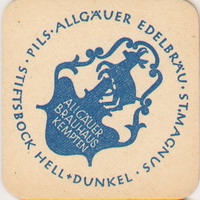 · PILS · ALLGÄUER EDELBRÄU · ST. MAGNUS · STIFTSBOCK HELL + DUNKEL
ALLGÄUER
BRAUHAUS
KEMPTEN